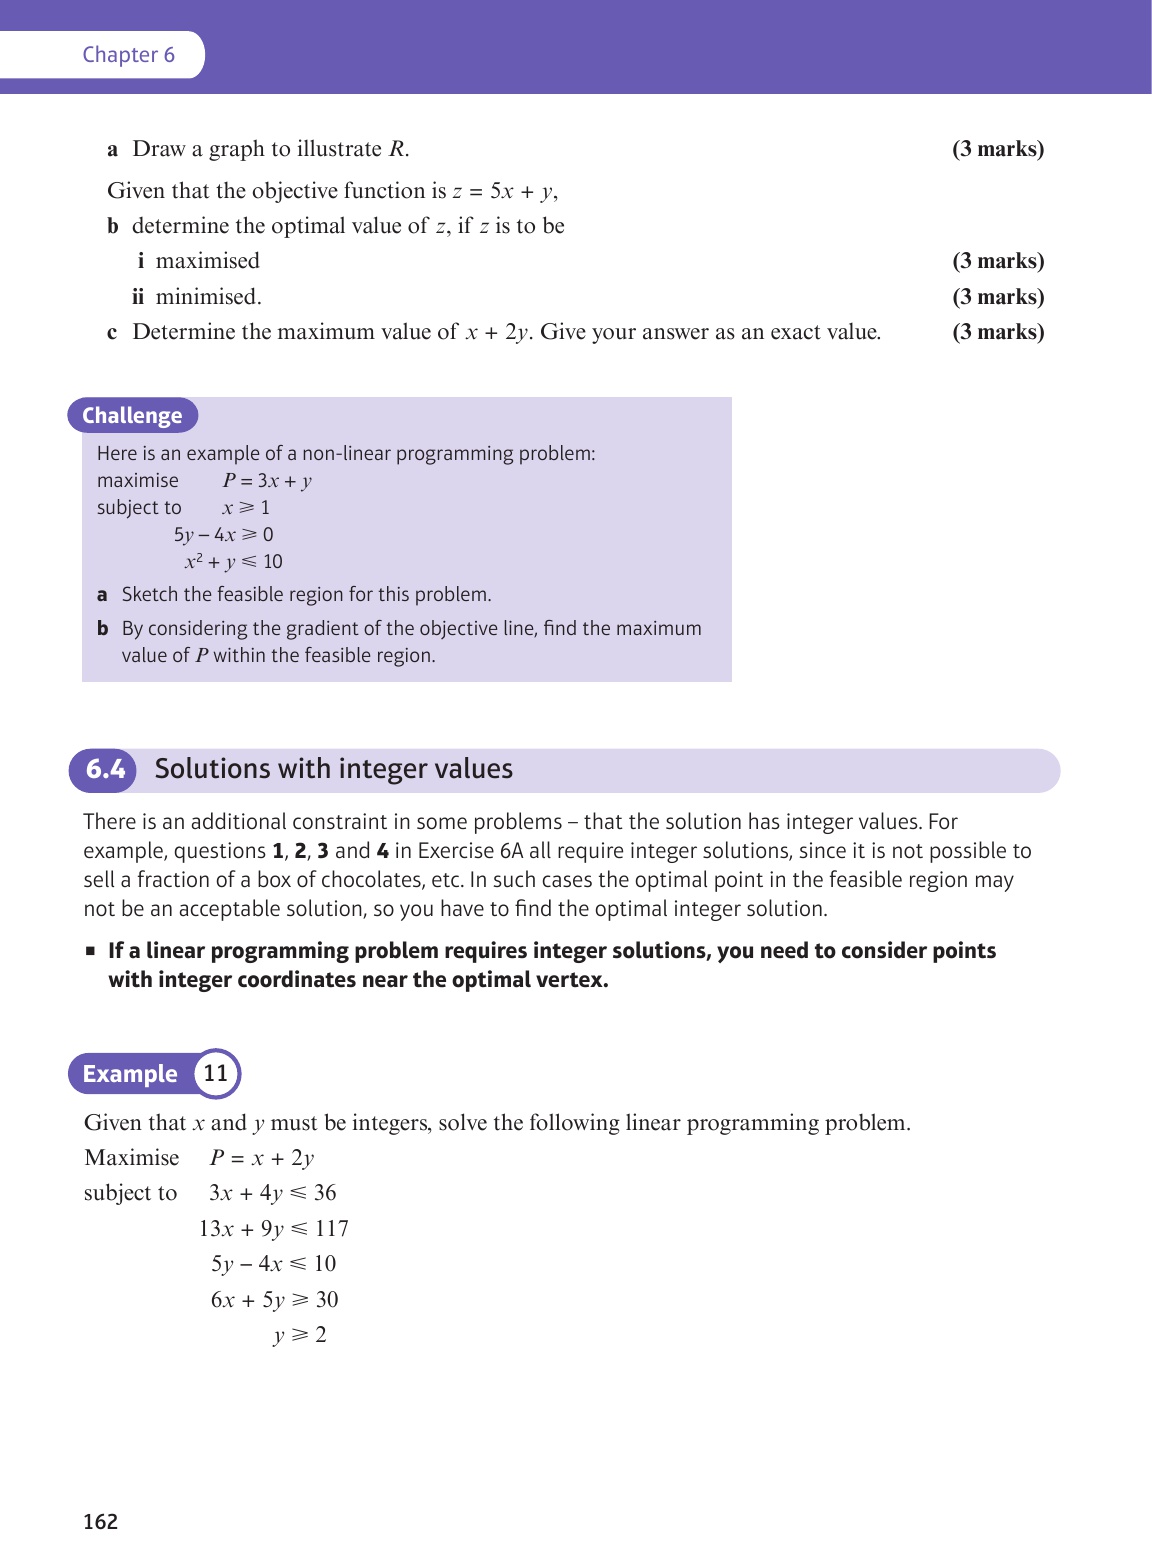 Chapter 6
a Draw a graph to illustrate R. (3 marks)
Given that the objective function is z = 5x + y,
b determine the optimal value of z, if z is to be
i maximised (3 marks)
ii minimised. (3 marks)
c Determine the maximum value of x + 2y. Give your answer as an exact value. (3 marks)
Challenge
Here is an example of a non-linear programming problem:
maximise P = 3x + y
subject to x ⩾ 1
5y – 4x ⩾ 0
x² + y ⩽ 10
a Sketch the feasible region for this problem.
b By considering the gradient of the objective line, find the maximum
value of P within the feasible region.
6.4 Solutions with integer values
There is an additional constraint in some problems – that the solution has integer values. For
example, questions 1, 2, 3 and 4 in Exercise 6A all require integer solutions, since it is not possible to
sell a fraction of a box of chocolates, etc. In such cases the optimal point in the feasible region may
not be an acceptable solution, so you have to find the optimal integer solution.
■ If a linear programming problem requires integer solutions, you need to consider points
with integer coordinates near the optimal vertex.
Example 11
Given that x and y must be integers, solve the following linear programming problem.
Maximise P = x + 2y
subject to 3x + 4y ⩽ 36
13x + 9y ⩽ 117
5y – 4x ⩽ 10
6x + 5y ⩾ 30
y ⩾ 2
162